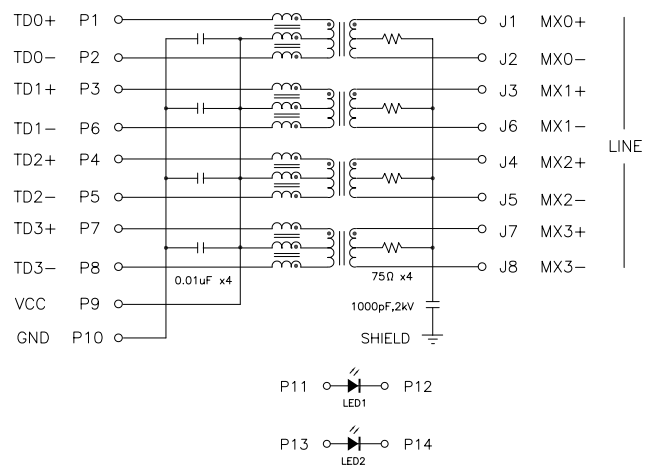 TD0+ P1 J1 MX0+
TD0− P2 J2 MX0−
TD1+ P3 J3 MX1+
TD1− P6 J6 MX1−
LINE
TD2+ P4 J4 MX2+
TD2− P5 J5 MX2−
TD3+ P7 J7 MX3+
TD3− P8 J8 MX3−
0.01uF x4 75Ω x4
VCC P9
1000pF,2kV
GND P10 SHIELD
P11 P12
LED1
P13 P14
LED2